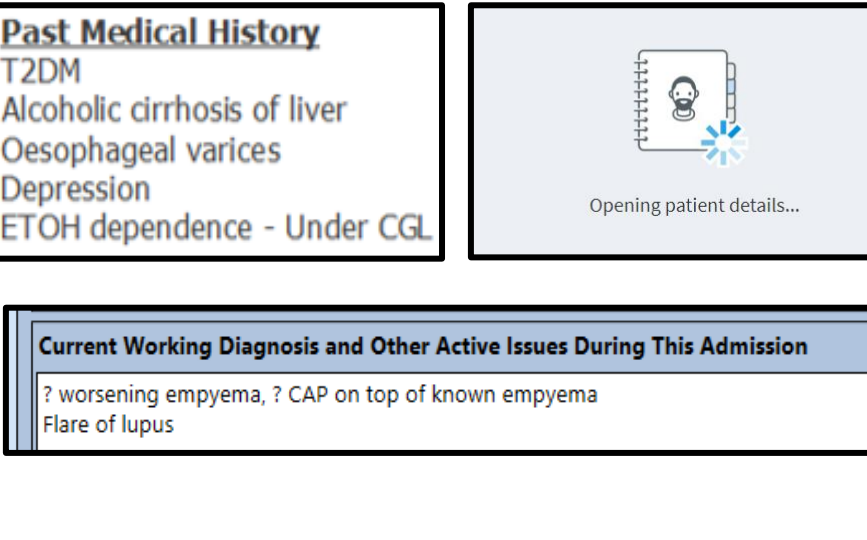 Past Medical History
T2DM
Alcoholic cirrhosis of liver
Oesophageal varices
Depression
ETOH dependence - Under CGL
Opening patient details...
Current Working Diagnosis and Other Active Issues During This Admission
? worsening empyema, ? CAP on top of known empyema
Flare of lupus